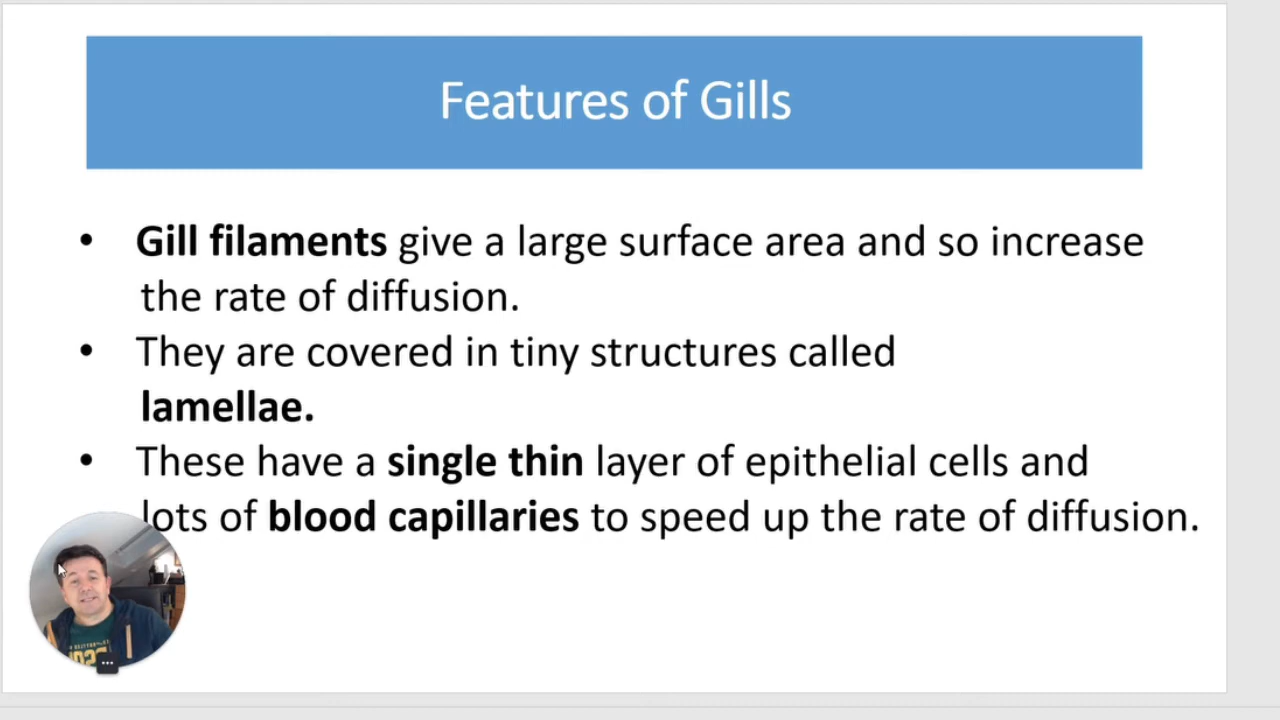 Features of Gills
• Gill filaments give a large surface area and so increase
the rate of diffusion.
• They are covered in tiny structures called
lamellae.
• These have a single thin layer of epithelial cells and
lots of blood capillaries to speed up the rate of diffusion.